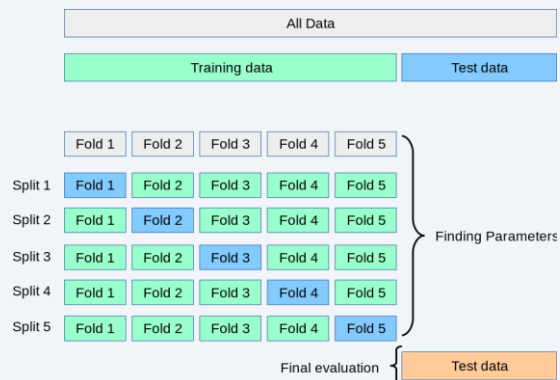 All Data
Training data Test data
Fold 1 Fold 2 Fold 3 Fold 4 Fold 5
Split 1 Fold 1 Fold 2 Fold 3 Fold 4 Fold 5
Split 2 Fold 1 Fold 2 Fold 3 Fold 4 Fold 5
Finding Parameters
Split 3 Fold 1 Fold 2 Fold 3 Fold 4 Fold 5
Split 4 Fold 1 Fold 2 Fold 3 Fold 4 Fold 5
Split 5 Fold 1 Fold 2 Fold 3 Fold 4 Fold 5
Final evaluation Test data